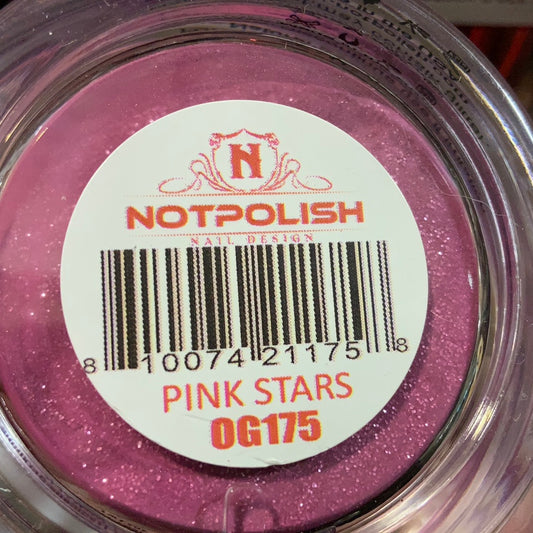 N
NOTPOLISH
NAIL DESIGN
8 10074 21175 8
PINK STARS
OG175